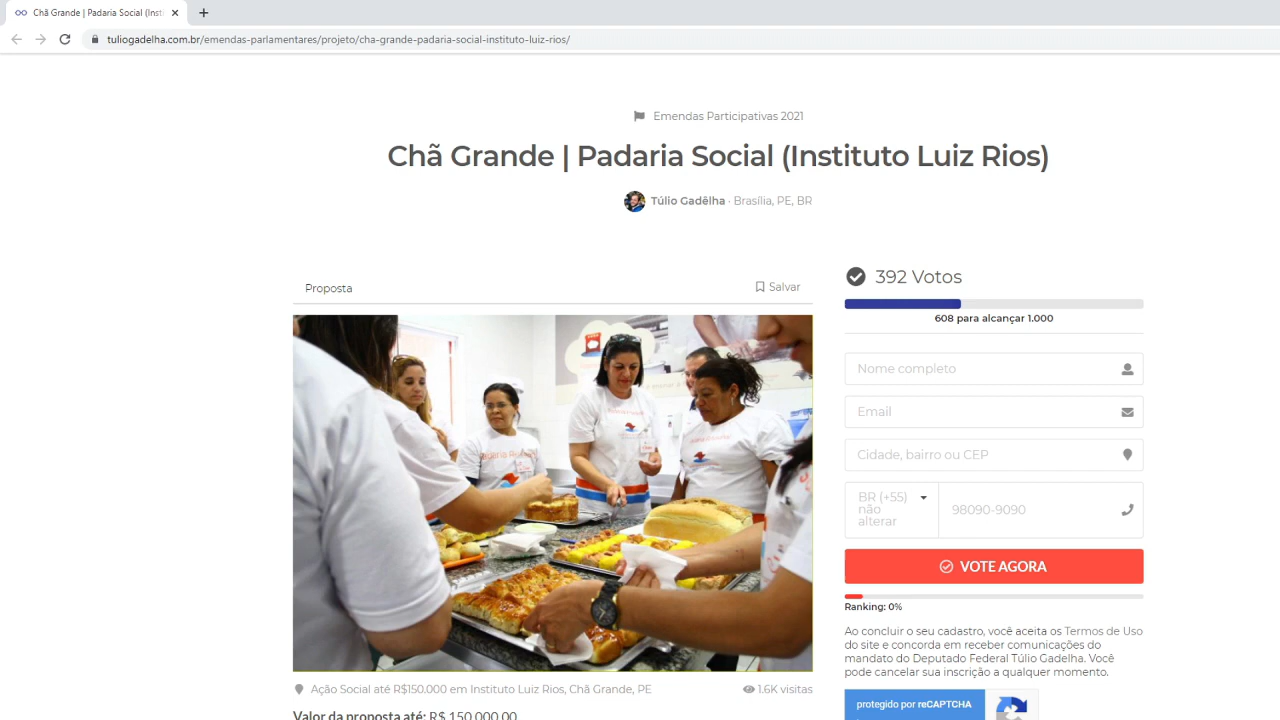 Chã Grande | Padaria Social (Inst
tuliogadelha.com.br/emendas-parlamentares/projeto/cha-grande-padaria-social-instituto-luiz-rios/
Emendas Participativas 2021
Chã Grande | Padaria Social (Instituto Luiz Rios)
Túlio Gadêlha · Brasília, PE, BR
Proposta
Salvar
Ação Social até R$150.000 em Instituto Luiz Rios, Chã Grande, PE
1.6K visitas
Valor da proposta até: R$ 150.000,00
392 Votos
608 para alcançar 1.000
Nome completo
Email
Cidade, bairro ou CEP
BR (+55)
não
alterar
98090-9090
VOTE AGORA
Ranking: 0%
Ao concluir o seu cadastro, você aceita os Termos de Uso
do site e concorda em receber comunicações do
mandato do Deputado Federal Túlio Gadelha. Você
pode cancelar sua inscrição a qualquer momento.
protegido por reCAPTCHA